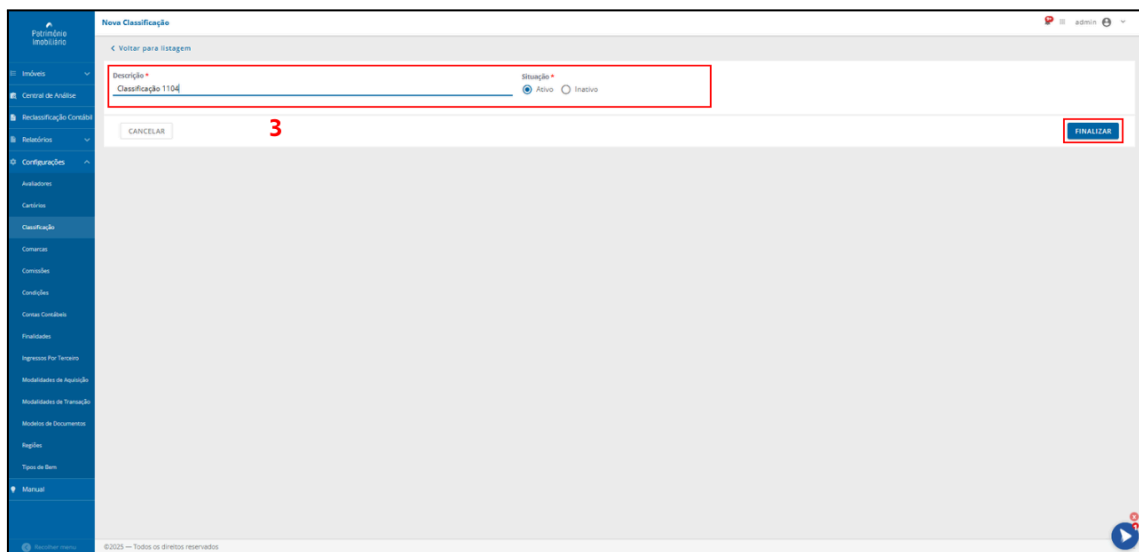 Patrimônio
Imobiliário
Nova Classificação
admin
Voltar para listagem
Imóveis
Central de Análise
Reclassificação Contábil
Relatórios
Configurações
Avaliadores
Cartórios
Classificação
Comarcas
Comissões
Condições
Contas Contábeis
Finalidades
Ingressos Por Terceiro
Modalidades de Aquisição
Modalidades de Transação
Modelos de Documentos
Regiões
Tipos de Bem
Manual
Recolher menu
Descrição *
Classificação 1104
Situação *
Ativo Inativo
CANCELAR
3
FINALIZAR
©2025 — Todos os direitos reservados